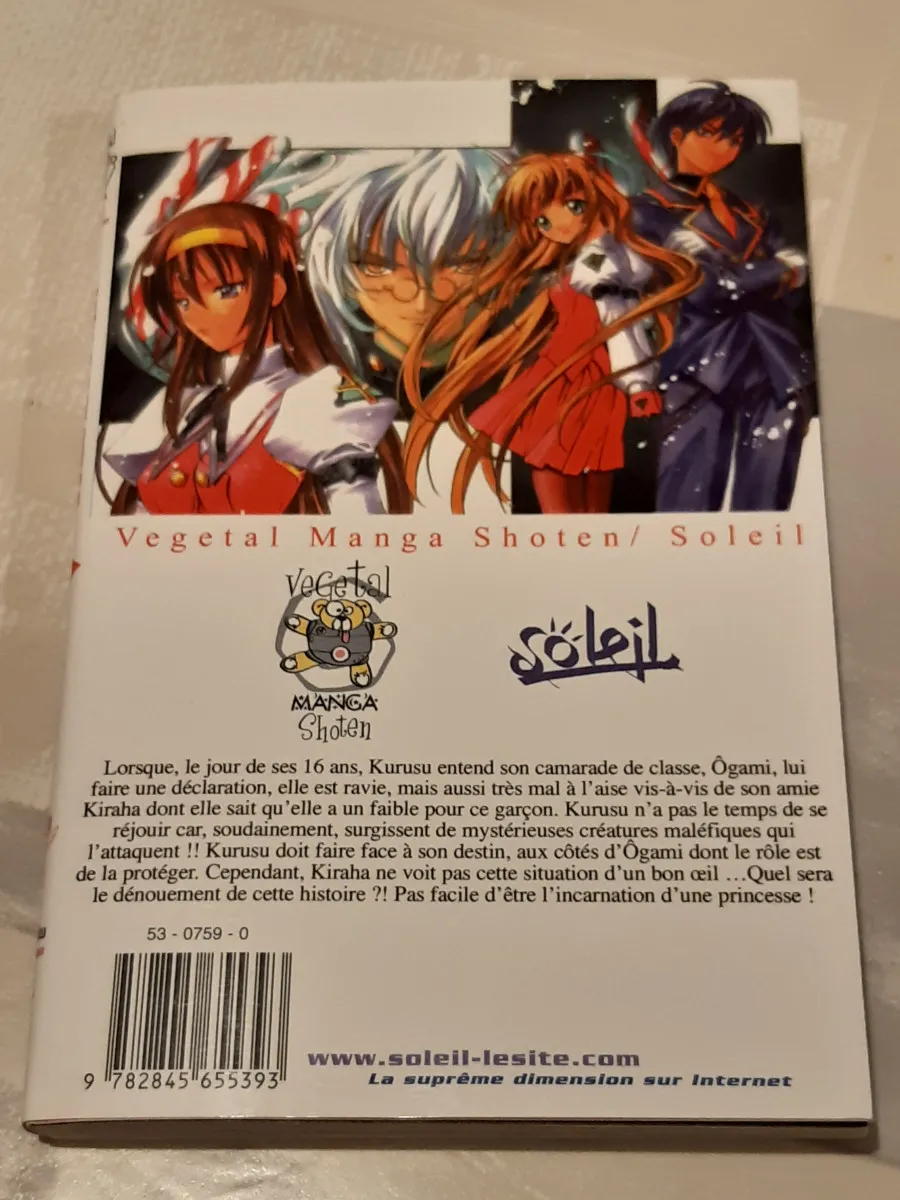 Vegetal Manga Shoten/ Soleil
Vegetal
MANGA
Shoten
SOleil
Lorsque, le jour de ses 16 ans, Kurusu entend son camarade de classe, Ôgami, lui
faire une déclaration, elle est ravie, mais aussi très mal à l'aise vis-à-vis de son amie
Kiraha dont elle sait qu'elle a un faible pour ce garçon. Kurusu n'a pas le temps de se
réjouir car, soudainement, surgissent de mystérieuses créatures maléfiques qui
l'attaquent !! Kurusu doit faire face à son destin, aux côtés d'Ôgami dont le rôle est
de la protéger. Cependant, Kiraha ne voit pas cette situation d'un bon œil …Quel sera
le dénouement de cette histoire ?! Pas facile d'être l'incarnation d'une princesse !
53 - 0759 - 0
9 782845 655393
www.soleil-lesite.com
La suprême dimension sur Internet